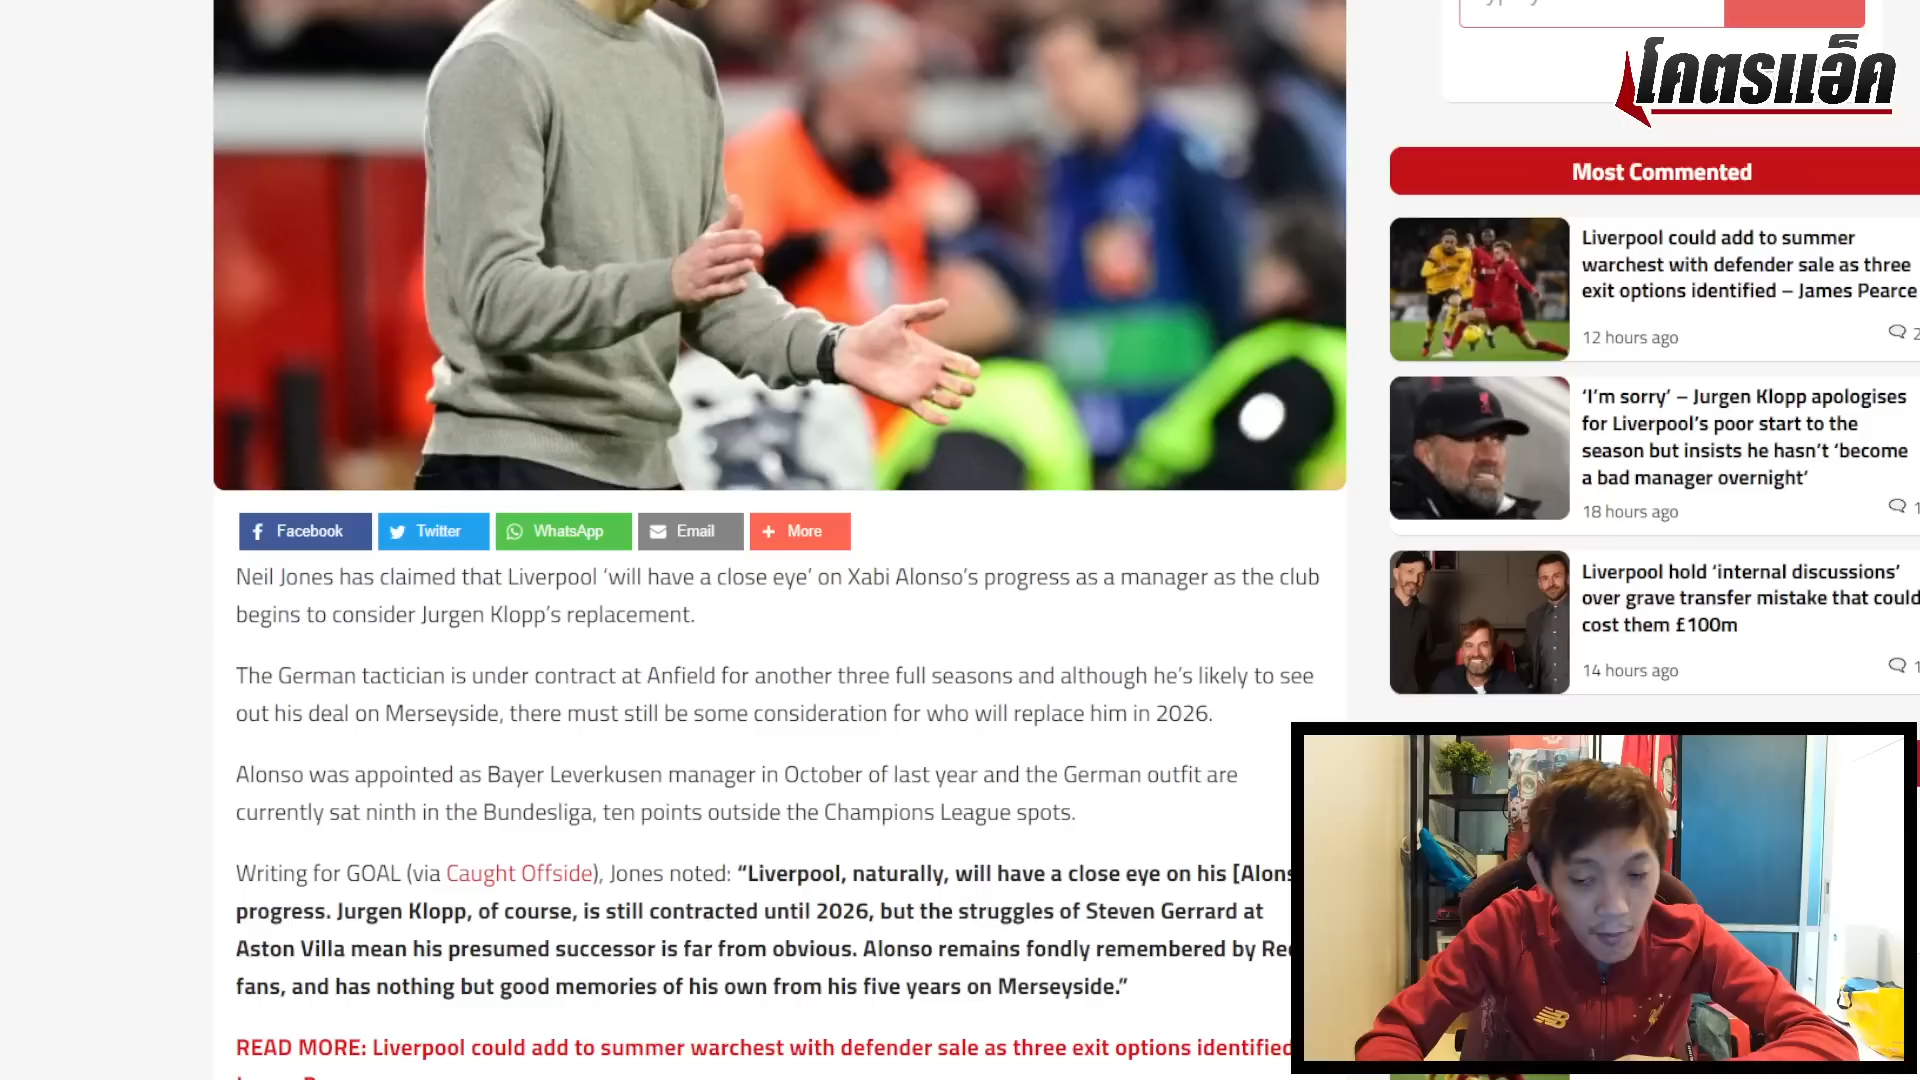 โคตรแอ็ค
Most Commented
Liverpool could add to summer
warchest with defender sale as three
exit options identified – James Pearce
12 hours ago
‘I’m sorry’ – Jurgen Klopp apologises
for Liverpool’s poor start to the
season but insists he hasn’t ‘become
a bad manager overnight’
18 hours ago
Liverpool hold ‘internal discussions’
over grave transfer mistake that could
cost them £100m
14 hours ago
Facebook
Twitter
WhatsApp
Email
More
Neil Jones has claimed that Liverpool ‘will have a close eye’ on Xabi Alonso’s progress as a manager as the club
begins to consider Jurgen Klopp’s replacement.
The German tactician is under contract at Anfield for another three full seasons and although he’s likely to see
out his deal on Merseyside, there must still be some consideration for who will replace him in 2026.
Alonso was appointed as Bayer Leverkusen manager in October of last year and the German outfit are
currently sat ninth in the Bundesliga, ten points outside the Champions League spots.
Writing for GOAL (via Caught Offside), Jones noted: “Liverpool, naturally, will have a close eye on his
progress. Jurgen Klopp, of course, is still contracted until 2026, but the struggles of Steven Gerrard at
Aston Villa mean his presumed successor is far from obvious. Alonso remains fondly remembered by
fans, and has nothing but good memories of his own from his five years on Merseyside.”
READ MORE: Liverpool could add to summer warchest with defender sale as three exit options identified